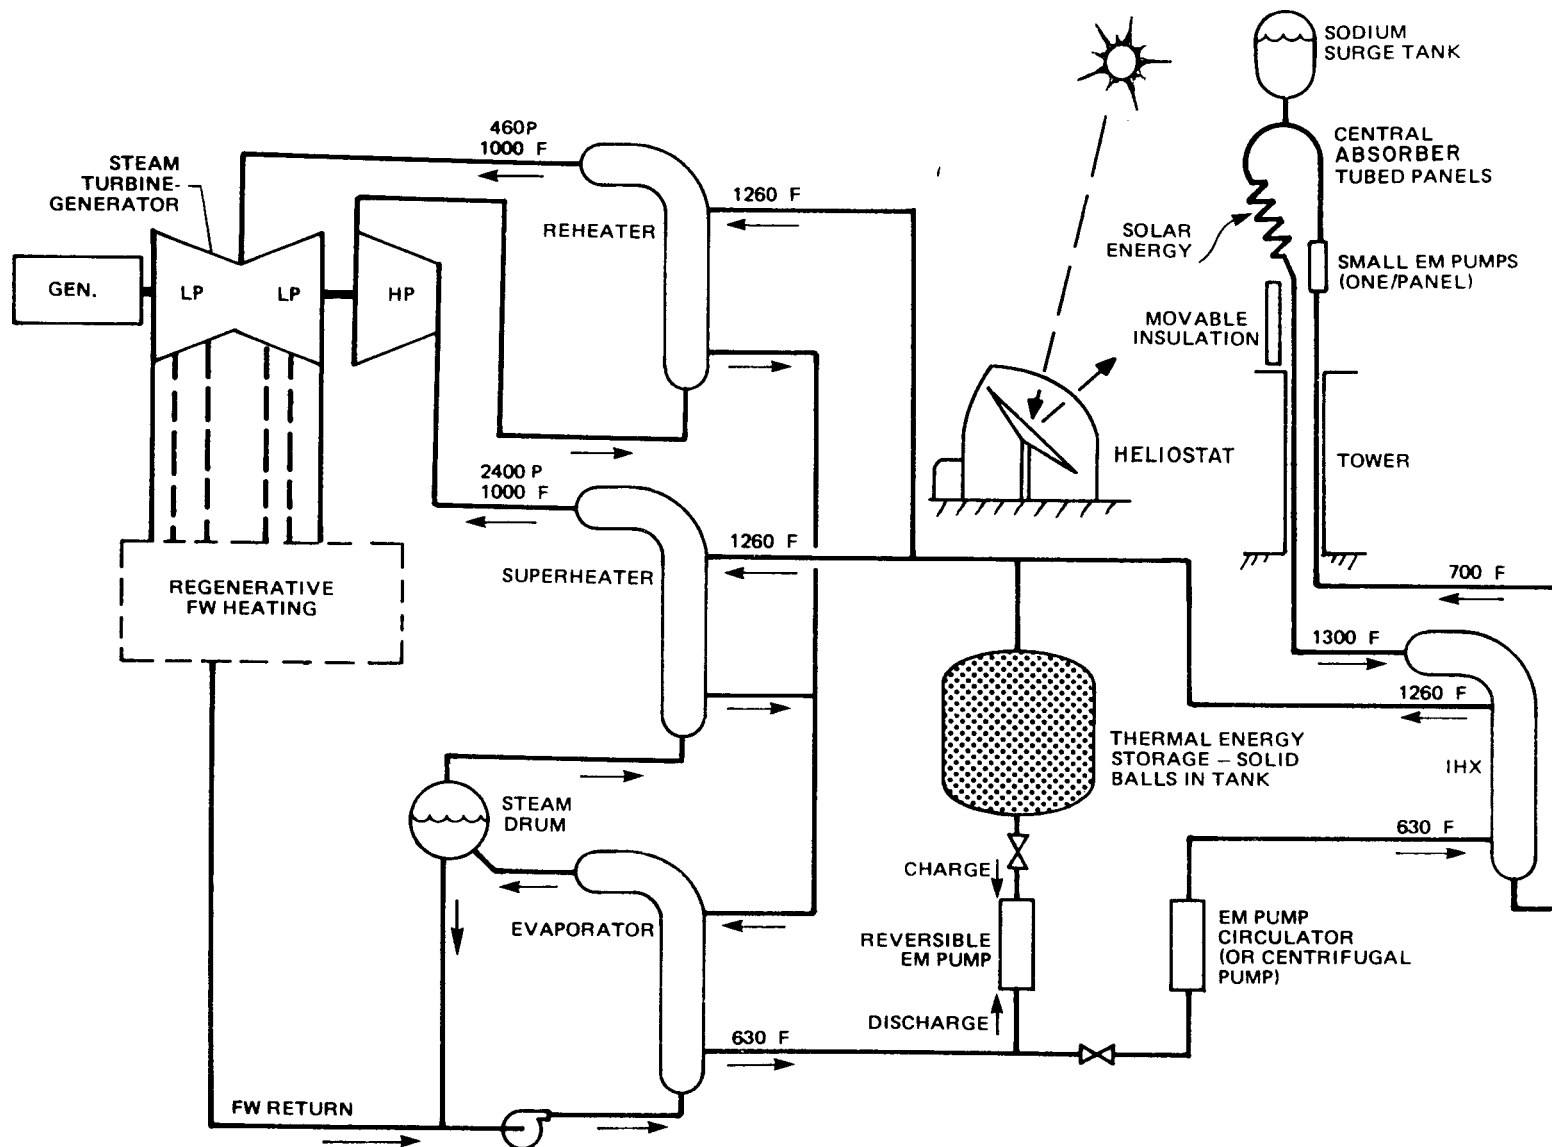 SODIUM
SURGE TANK
CENTRAL
ABSORBER
TUBED PANELS
SOLAR
ENERGY
SMALL EM PUMPS
(ONE/PANEL)
MOVABLE
INSULATION
HELIOSTAT
TOWER
460P
1000 F
STEAM
TURBINE-
GENERATOR
REHEATER
1260 F
GEN.
LP
LP
HP
2400 P
1000 F
SUPERHEATER
1260 F
REGENERATIVE
FW HEATING
700 F
1300 F
1260 F
IHX
630 F
THERMAL ENERGY
STORAGE – SOLID
BALLS IN TANK
STEAM
DRUM
EVAPORATOR
CHARGE
REVERSIBLE
EM PUMP
DISCHARGE
EM PUMP
CIRCULATOR
(OR CENTRIFUGAL
PUMP)
630 F
FW RETURN